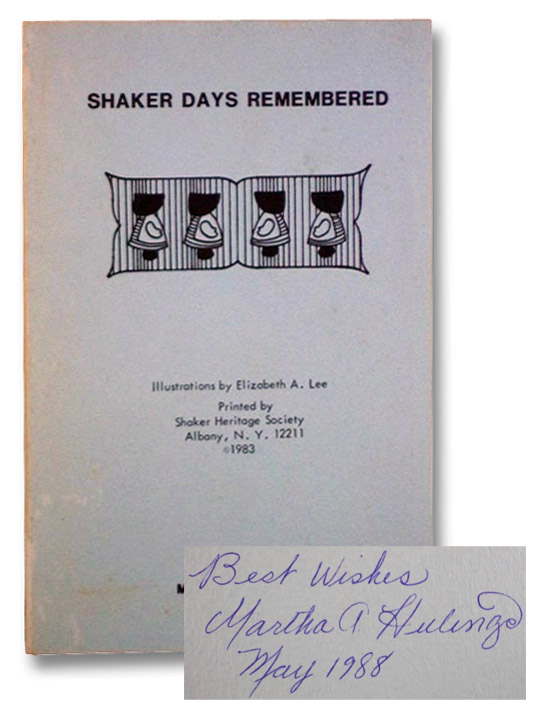 SHAKER DAYS REMEMBERED
Illustrations by Elizabeth A. Lee
Printed by
Shaker Heritage Society
Albany, N. Y. 12211
©1983
Best Wishes
Martha A Hulings
May 1988